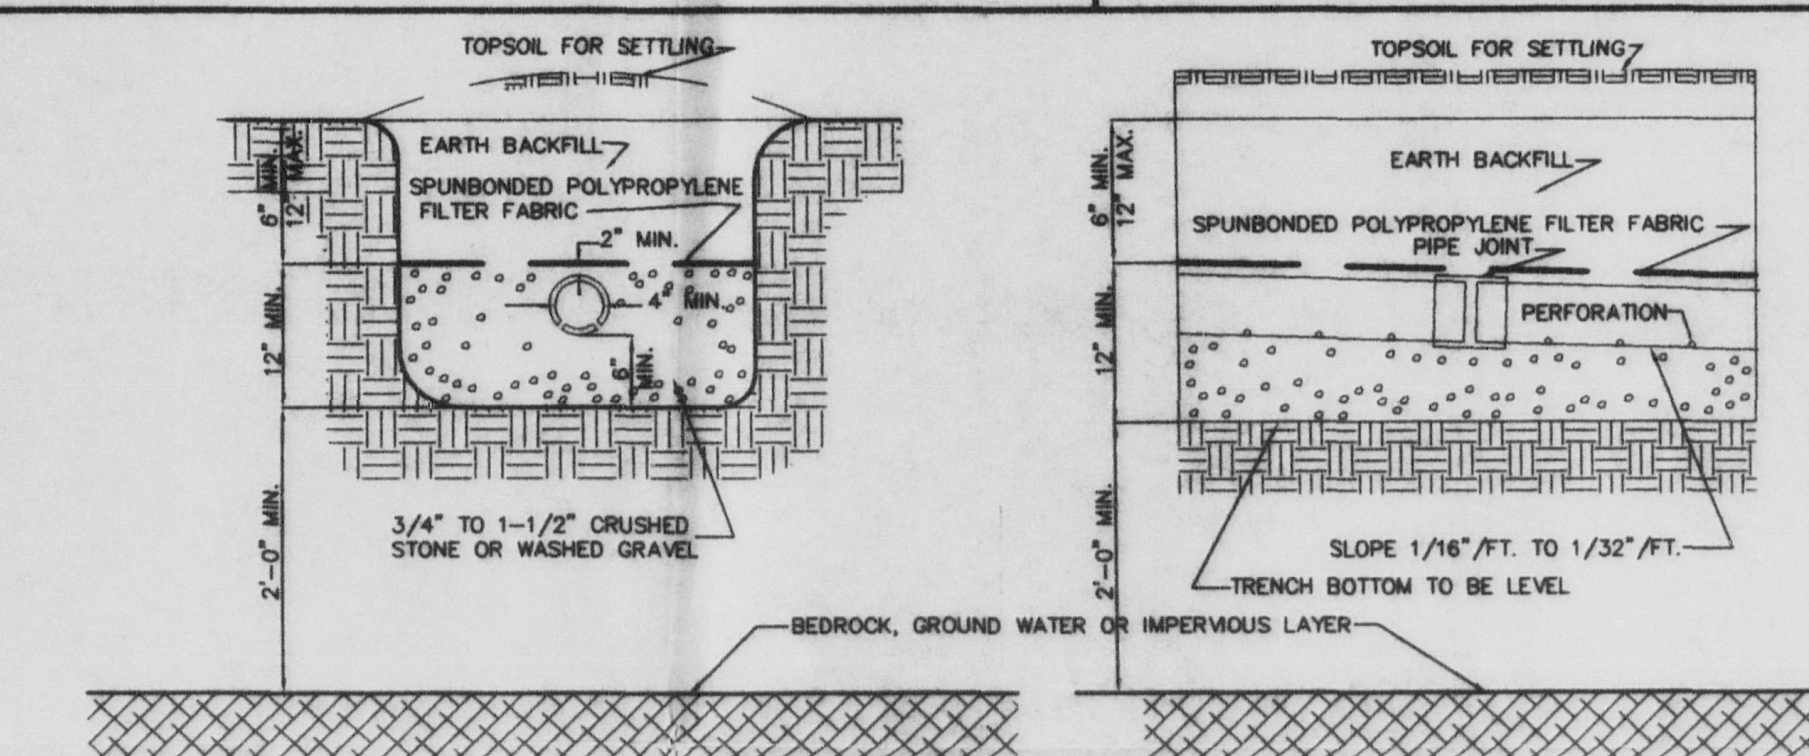 TOPSOIL FOR SETTLING
EARTH BACKFILL
SPUNBONDED POLYPROPYLENE
FILTER FABRIC
2" MIN.
4" MIN.
6" MIN.
6" MIN.
12" MAX.
12" MIN.
2'-0" MIN.
3/4" TO 1-1/2" CRUSHED
STONE OR WASHED GRAVEL
BEDROCK, GROUND WATER OR IMPERVIOUS LAYER
TOPSOIL FOR SETTLING
EARTH BACKFILL
SPUNBONDED POLYPROPYLENE FILTER FABRIC
PIPE JOINT
PERFORATION
6" MIN.
12" MAX.
12" MIN.
2'-0" MIN.
SLOPE 1/16"/FT. TO 1/32"/FT.
TRENCH BOTTOM TO BE LEVEL